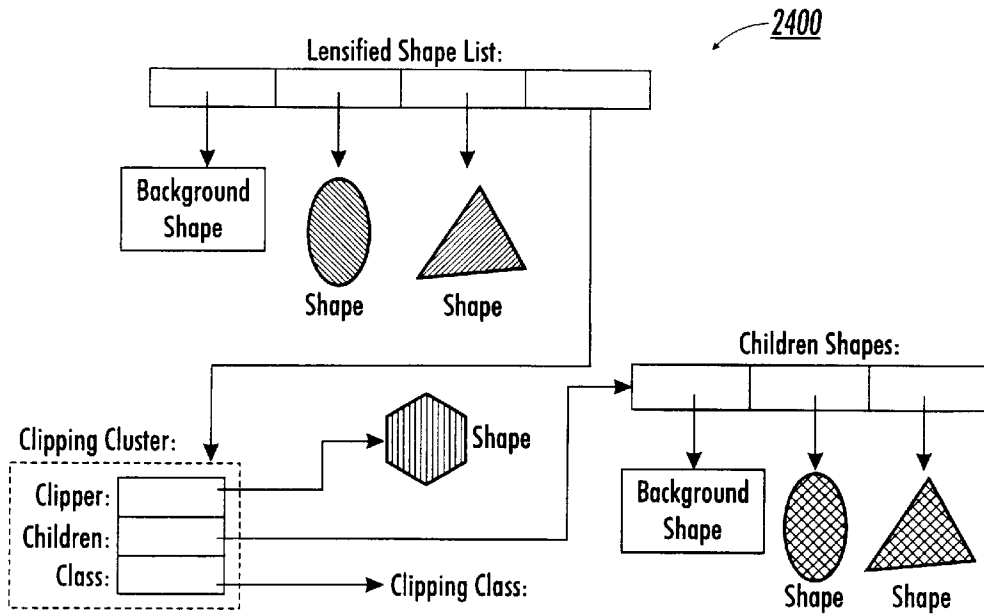 2400
Lensified Shape List:
Background
Shape
Shape
Shape
Children Shapes:
Clipping Cluster:
Shape
Clipper:
Children:
Class:
Clipping Class:
Background
Shape
Shape
Shape